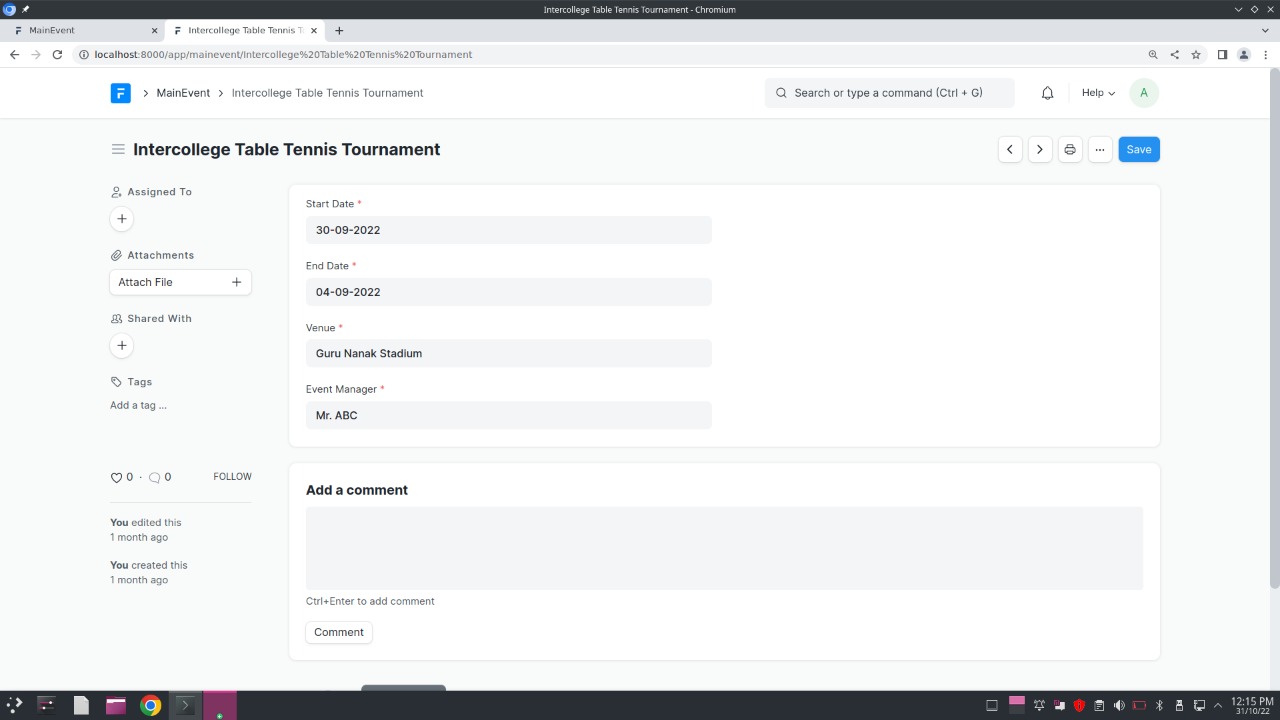 Intercollege Table Tennis Tournament - Chromium
MainEvent
Intercollege Table Tennis T
localhost:8000/app/mainevent/Intercollege%20Table%20Tennis%20Tournament
MainEvent
Intercollege Table Tennis Tournament
Search or type a command (Ctrl + G)
Help
A
Intercollege Table Tennis Tournament
Save
Assigned To
Attachments
Attach File
Shared With
Tags
Add a tag ...
0 · 0
FOLLOW
You edited this
1 month ago
You created this
1 month ago
Start Date *
30-09-2022
End Date *
04-09-2022
Venue *
Guru Nanak Stadium
Event Manager *
Mr. ABC
Add a comment
Ctrl+Enter to add comment
Comment
12:15 PM
31/10/22